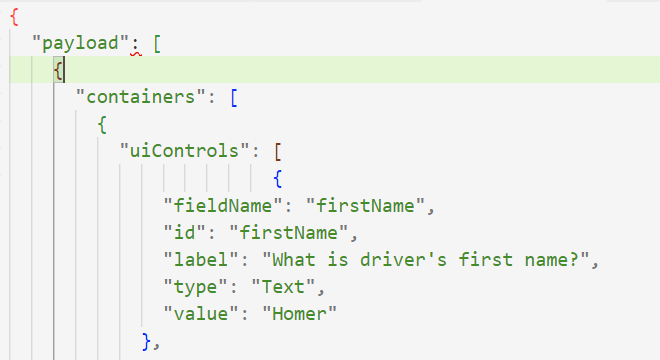 {
"payload": [
{
"containers": [
{
"uiControls": [
{
"fieldName": "firstName",
"id": "firstName",
"label": "What is driver's first name?",
"type": "Text",
"value": "Homer"
},